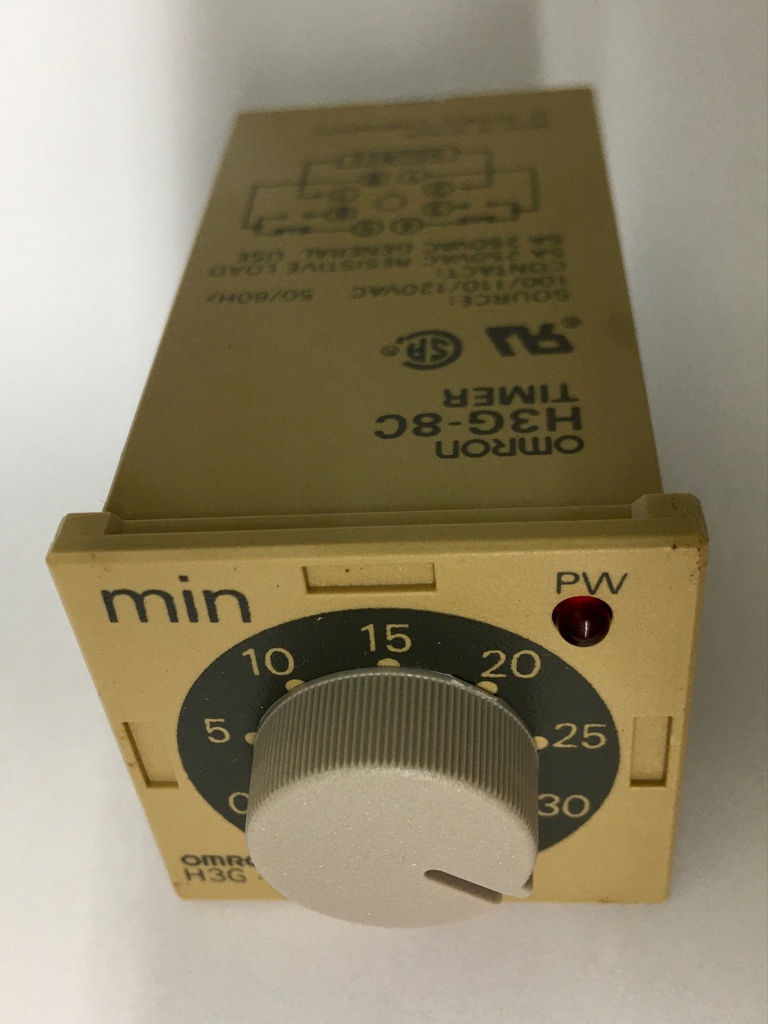 OMRON
H3G-8C
TIMER
SOURCE:
100/110/120VAC 50/60Hz
CONTACT:
5A 250VAC RESISTIVE LOAD
5A 250VAC GENERAL USE
min
PW
0
5
10
15
20
25
30
H3G